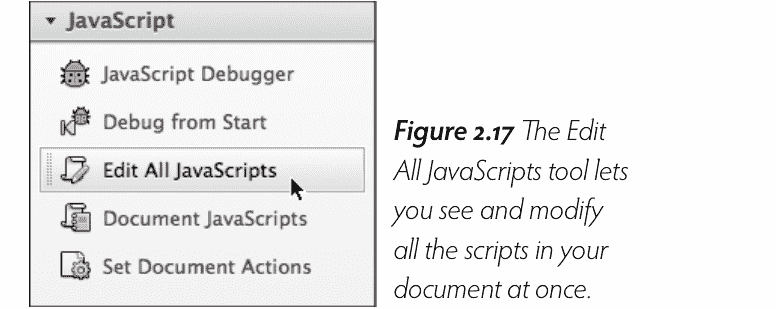 JavaScript
JavaScript Debugger
Debug from Start
Edit All JavaScripts
Document JavaScripts
Set Document Actions
Figure 2.17 The Edit
All JavaScripts tool lets
you see and modify
all the scripts in your
document at once.